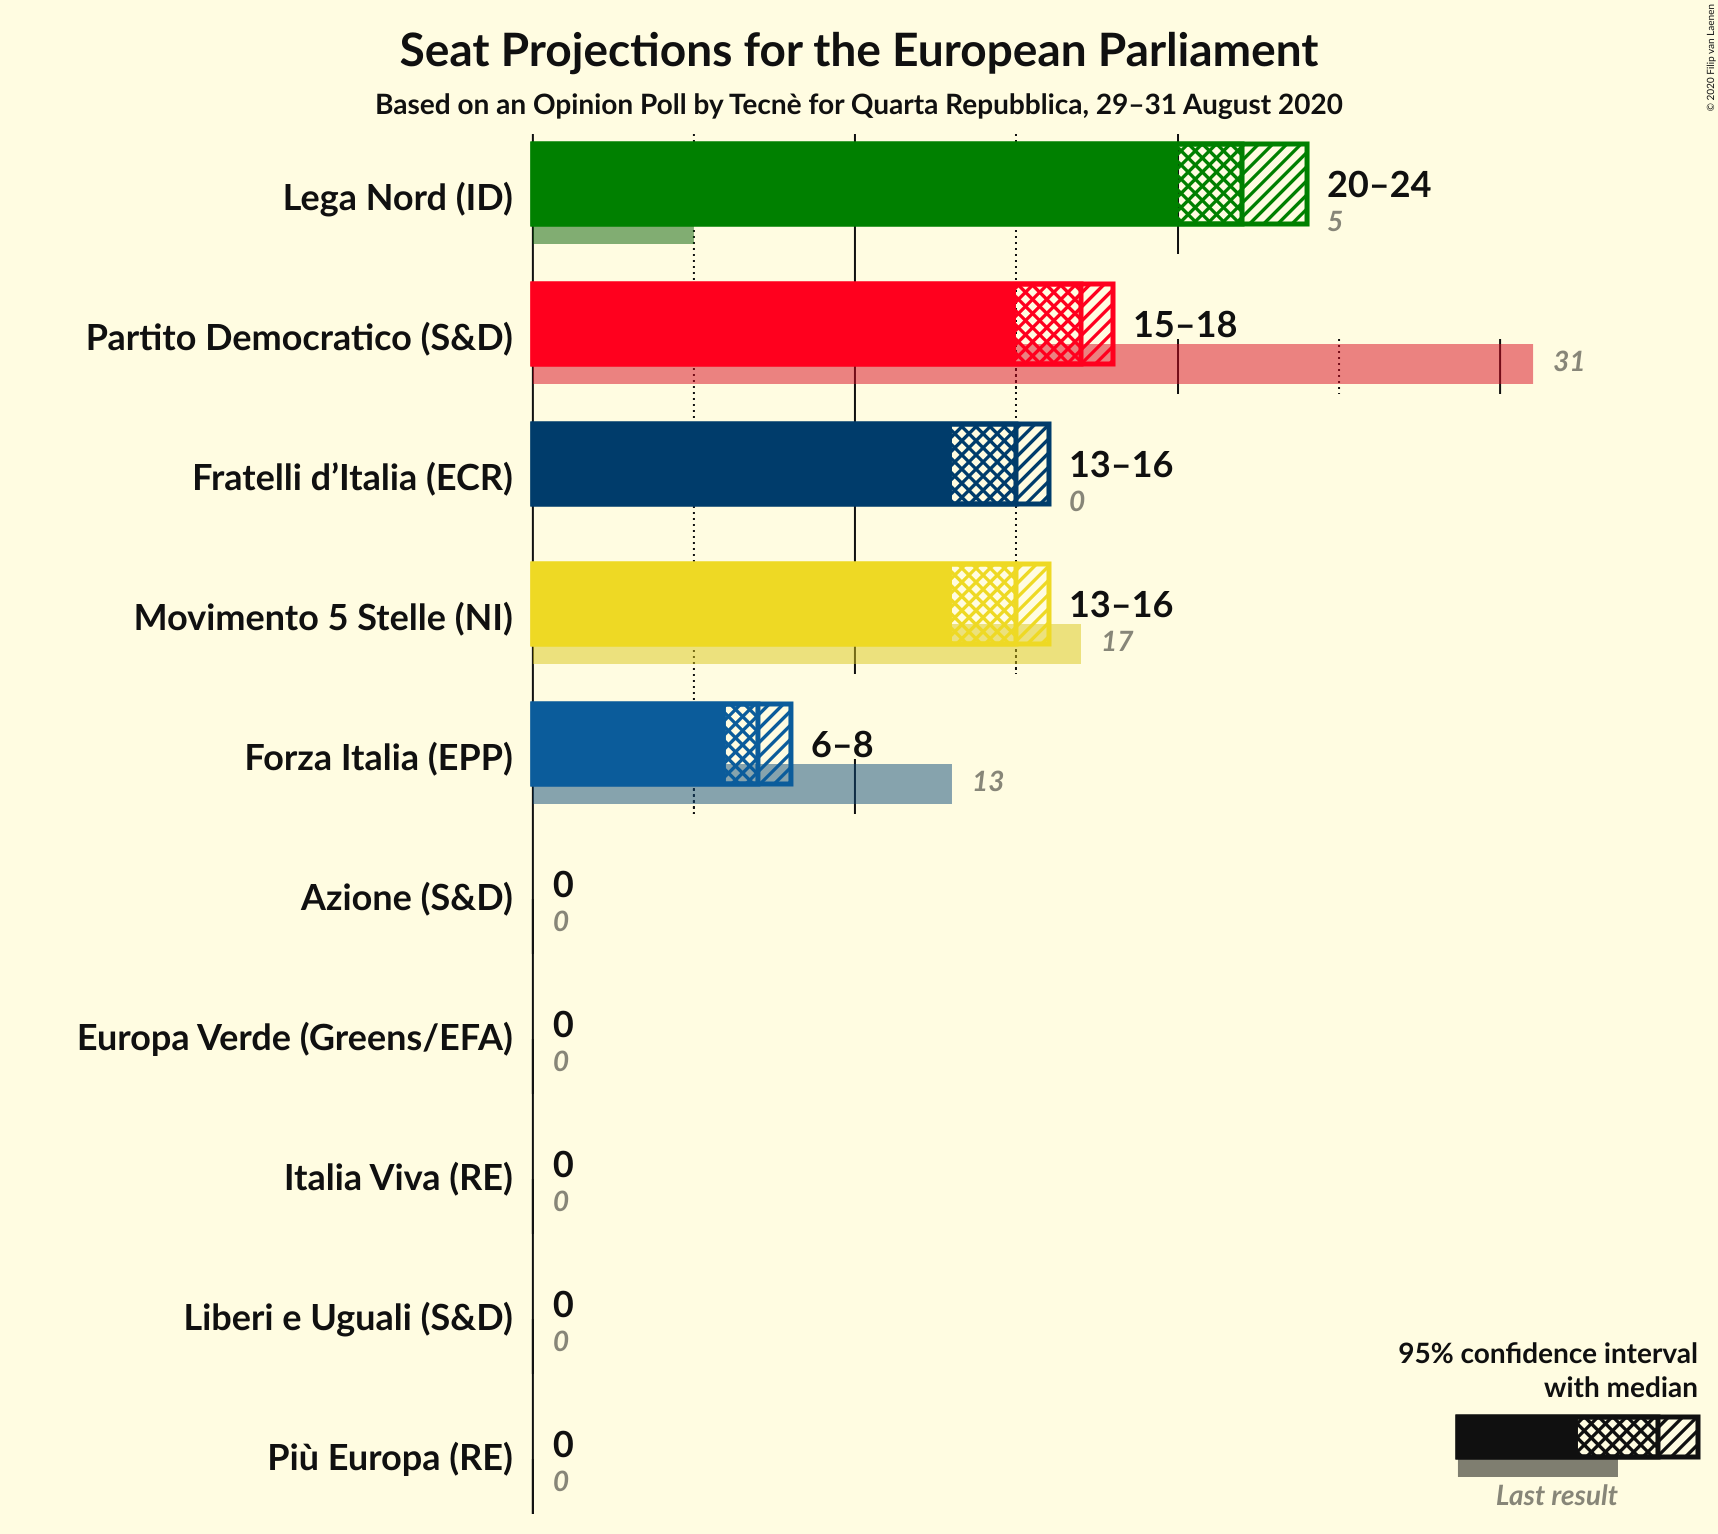 Seat Projections for the European Parliament
Based on an Opinion Poll by Tecnè for Quarta Repubblica, 29–31 August 2020
© 2020 Filip van Laenen
Lega Nord (ID)
20–24
5
Partito Democratico (S&D)
15–18
31
Fratelli d’Italia (ECR)
13–16
0
Movimento 5 Stelle (NI)
13–16
17
Forza Italia (EPP)
6–8
13
Azione (S&D)
0
0
Europa Verde (Greens/EFA)
0
0
Italia Viva (RE)
0
0
Liberi e Uguali (S&D)
0
0
Più Europa (RE)
0
0
95% confidence interval
with median
Last result